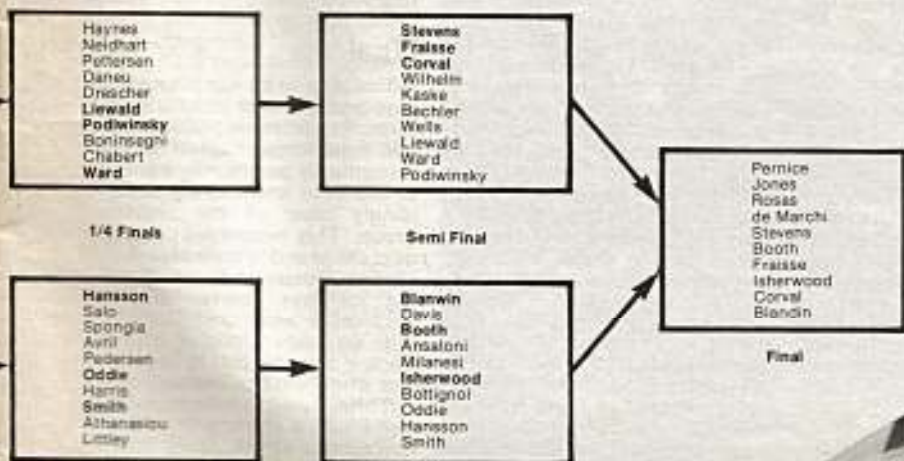 Haynes
Neidhart
Pettersen
Daneu
Drescher
Liewald
Podiwinsky
Boninsegni
Chabert
Ward
1/4 Finals
Stevens
Fraisse
Corval
Wilhelm
Kaske
Bechler
Wells
Liewald
Ward
Podiwinsky
Semi Final
Hansson
Salo
Spongia
Avril
Pedersen
Oddie
Harris
Smith
Athanasiou
Littley
Blanwin
Davis
Booth
Ansaloni
Milanesi
Isherwood
Bottignol
Oddie
Hansson
Smith
Pernice
Jones
Rosas
de Marchi
Stevens
Booth
Fraisse
Isherwood
Corval
Blandin
Final